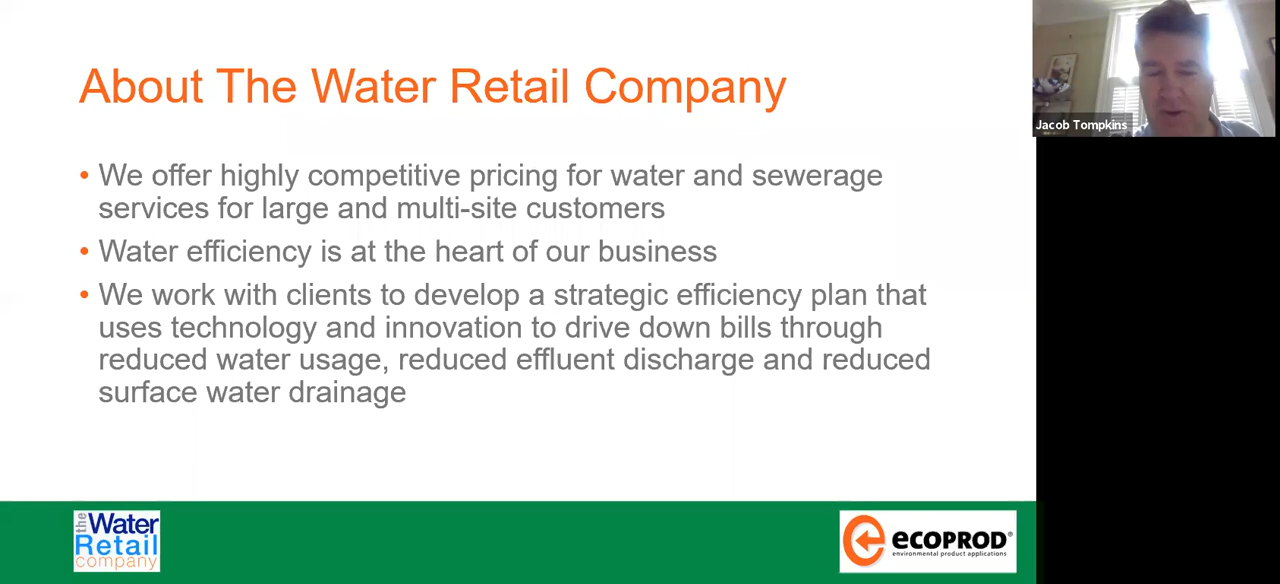 About The Water Retail Company
Jacob Tompkins
• We offer highly competitive pricing for water and sewerage
services for large and multi-site customers
• Water efficiency is at the heart of our business
• We work with clients to develop a strategic efficiency plan that
uses technology and innovation to drive down bills through
reduced water usage, reduced effluent discharge and reduced
surface water drainage
the Water
Retail
company
ECOPROD®
environmental product applications